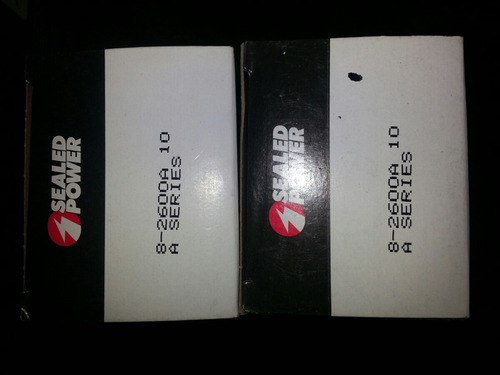 SEALED
POWER
8-2600A 10
A SERIES
SEALED
POWER
8-2600A 10
A SERIES